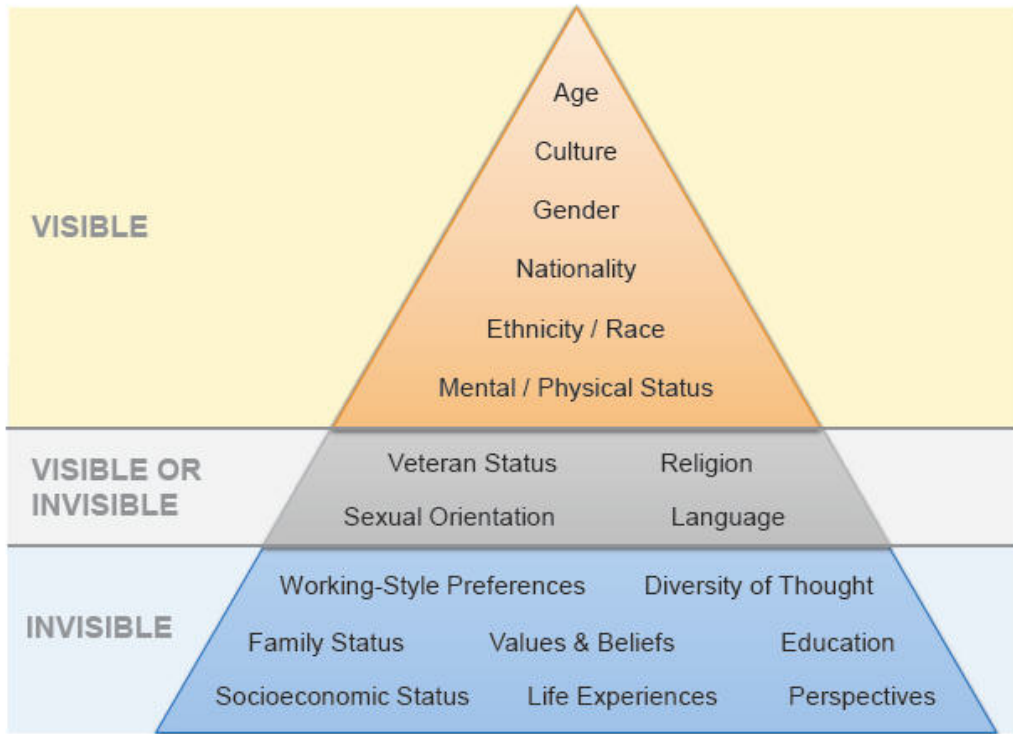 Age
Culture
Gender
VISIBLE
Nationality
Ethnicity / Race
Mental / Physical Status
VISIBLE OR
INVISIBLE
Veteran Status Religion
Sexual Orientation Language
INVISIBLE
Working-Style Preferences Diversity of Thought
Family Status Values & Beliefs Education
Socioeconomic Status Life Experiences Perspectives